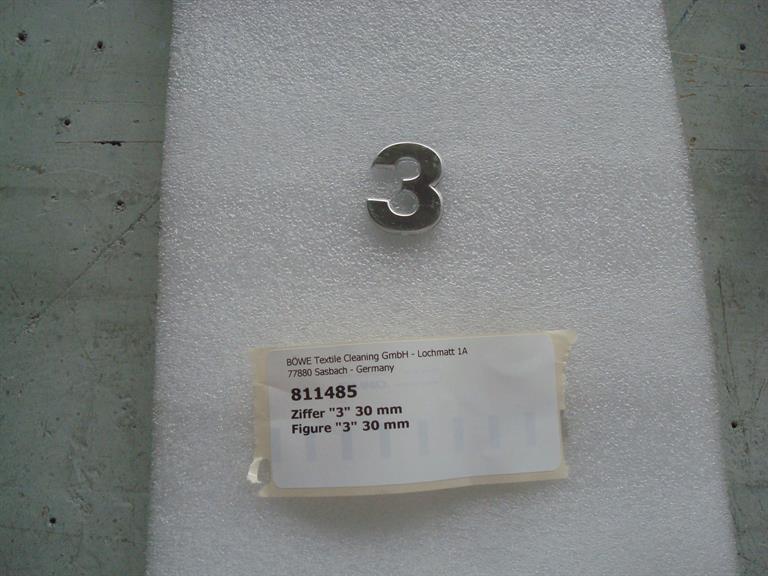 3
BÖWE Textile Cleaning GmbH - Lochmatt 1A
77880 Sasbach - Germany
811485
Ziffer "3" 30 mm
Figure "3" 30 mm